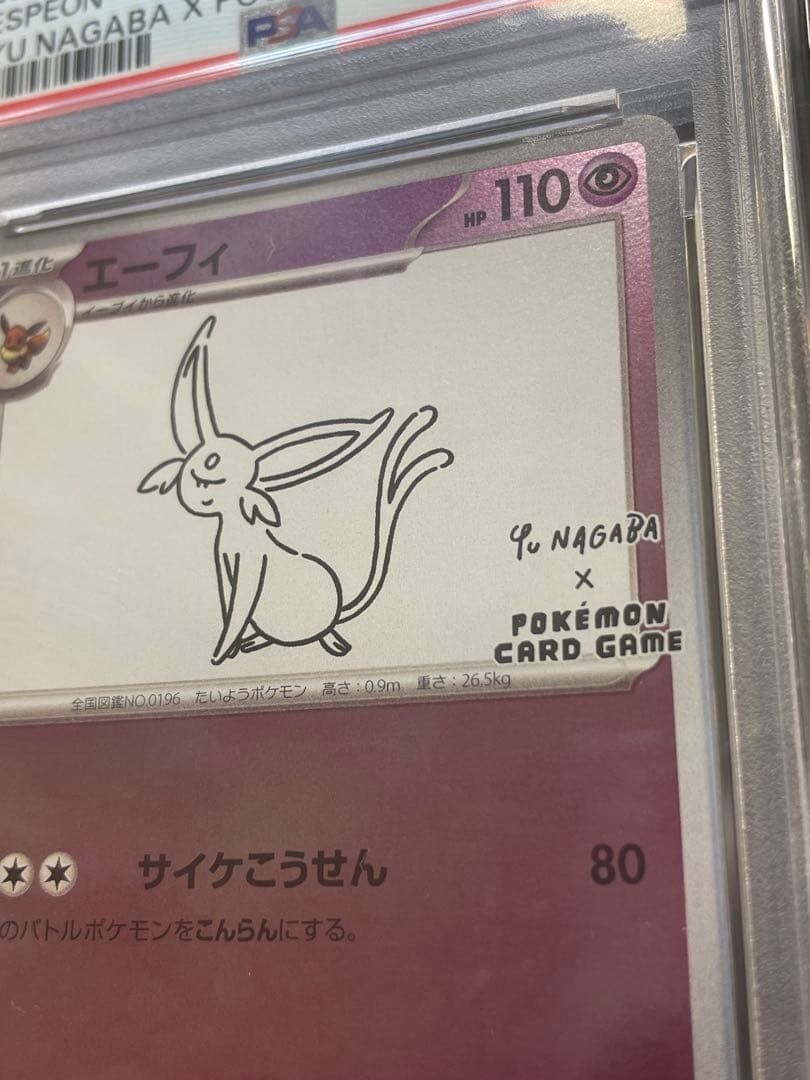 ESPEON
YU NAGABA X
PSA
HP 110
1進化
エーフィ
イーブイから進化
Yu NAGABA
×
POKÉMON
CARD GAME
全国図鑑NO.0196 たいようポケモン 高さ:0.9m 重さ:26.5kg
サイケこうせん 80
のバトルポケモンをこんらんにする。